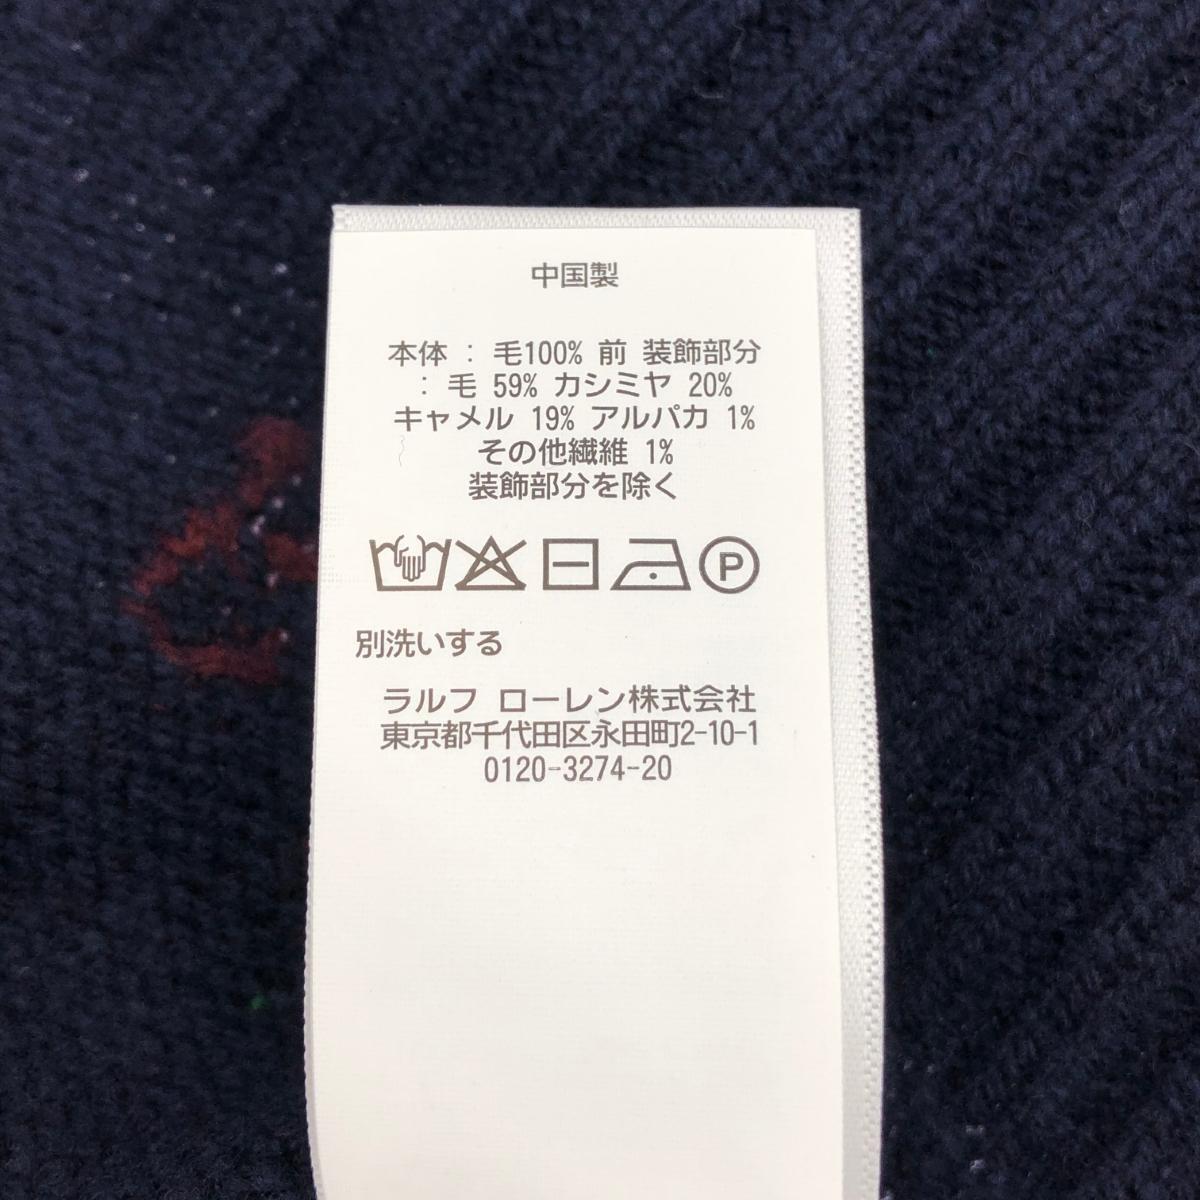 中国製
本体 : 毛100% 前 装飾部分
: 毛 59% カシミヤ 20%
キャメル 19% アルパカ 1%
その他繊維 1%
装飾部分を除く
P
別洗いする
ラルフ ローレン株式会社
東京都千代田区永田町2-10-1
0120-3274-20